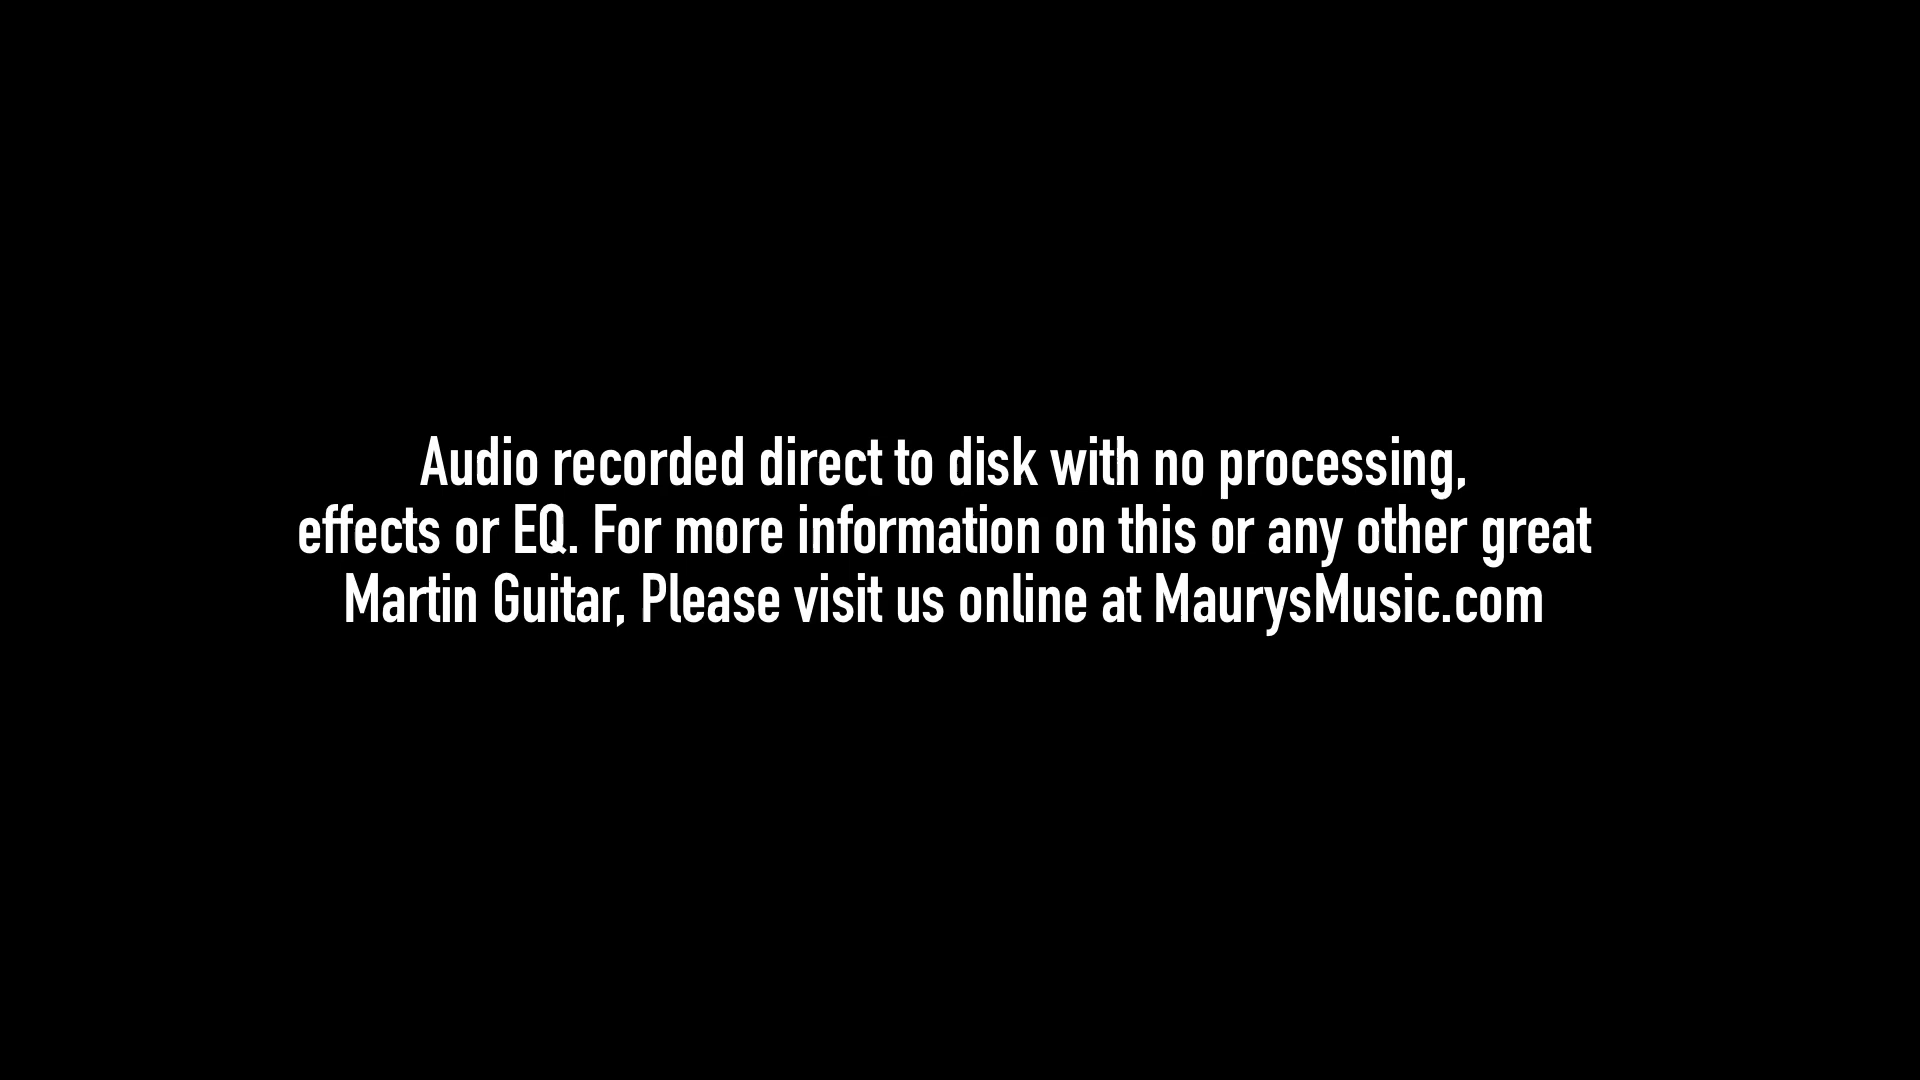 Audio recorded direct to disk with no processing,
effects or EQ. For more information on this or any other great
Martin Guitar, Please visit us online at MaurysMusic.com